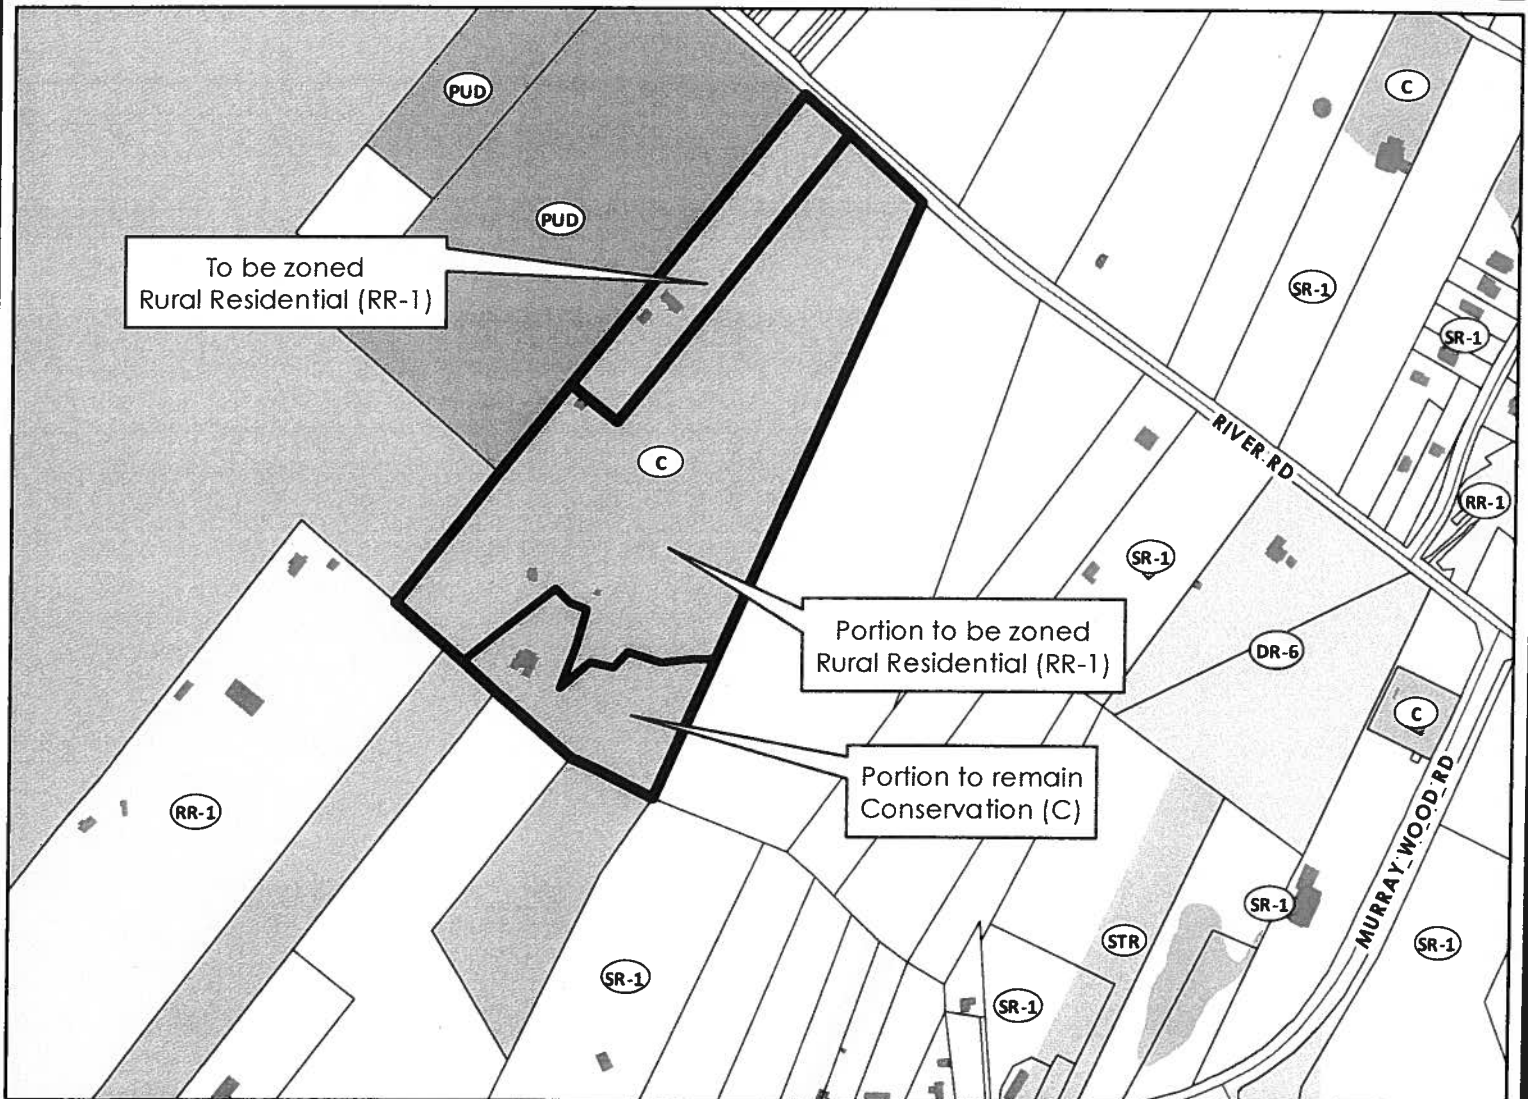 PUD
C
PUD
To be zoned
Rural Residential (RR-1)
SR-1
SR-1
RIVER RD
C
RR-1
SR-1
Portion to be zoned
Rural Residential (RR-1)
DR-6
C
Portion to remain
Conservation (C)
RR-1
MURRAY WOOD RD
SR-1
STR
SR-1
SR-1
SR-1